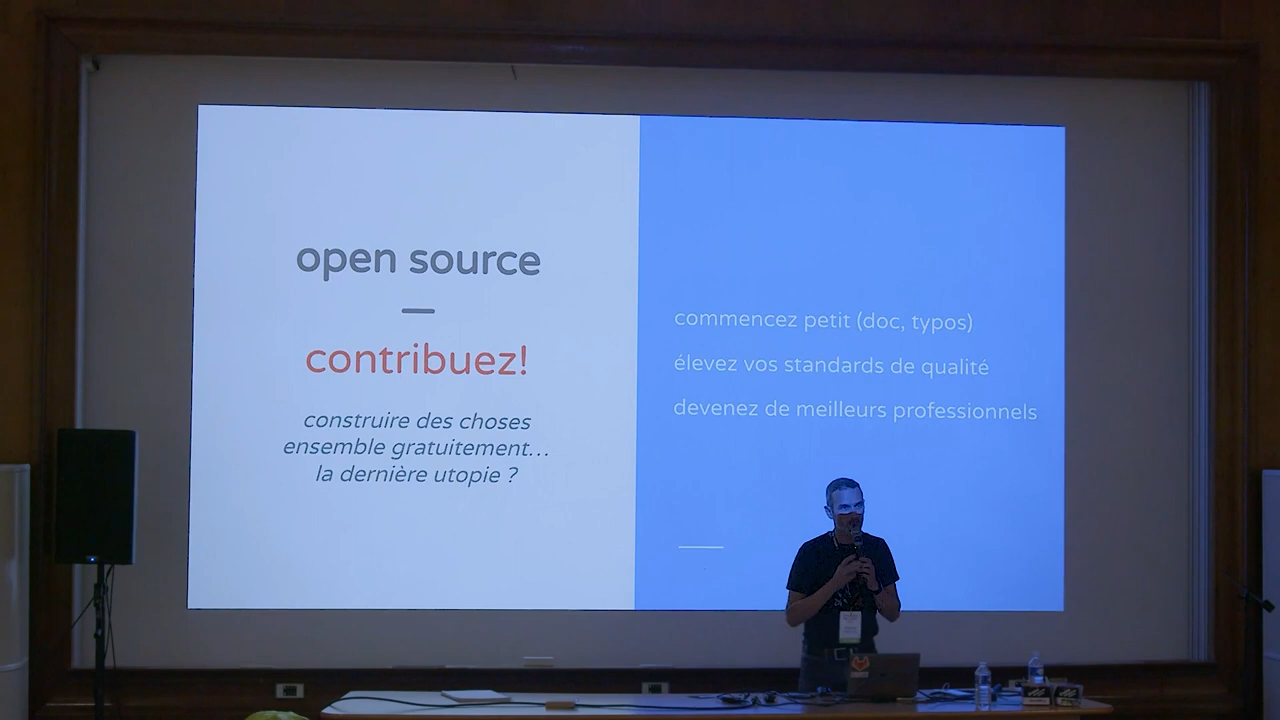 open source
—
contribuez!
construire des choses
ensemble gratuitement…
la dernière utopie ?
commencez petit (doc, typos)
élevez vos standards de qualité
devenez de meilleurs professionnels